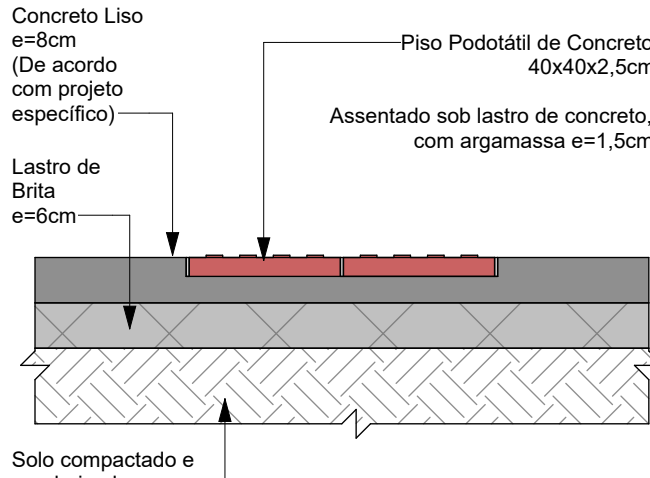 Concreto Liso
e=8cm
(De acordo
com projeto
específico)
Piso Podotátil de Concreto
40x40x2,5cm
Assentado sob lastro de concreto,
com argamassa e=1,5cm
Lastro de
Brita
e=6cm
Solo compactado e